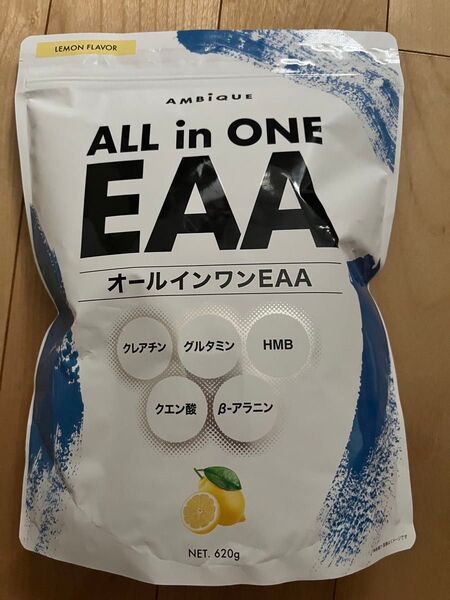 LEMON FLAVOR
AMBiQUE
ALL in ONE
EAA
オールインワンEAA
クレアチン
グルタミン
HMB
クエン酸
β-アラニン
NET. 620g